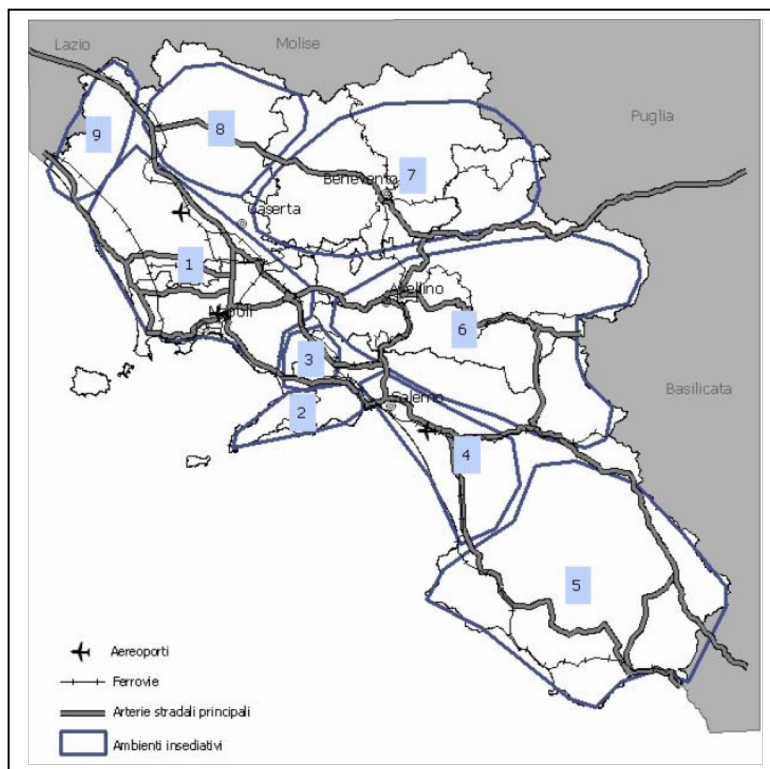 Lazio
Molise
Puglia
9
8
7
Benevento
Caserta
1
Avellino
Napoli
6
3
Basilicata
2
Salerno
4
5
Aereoporti
Ferrovie
Arterie stradali principali
Ambienti insediativi